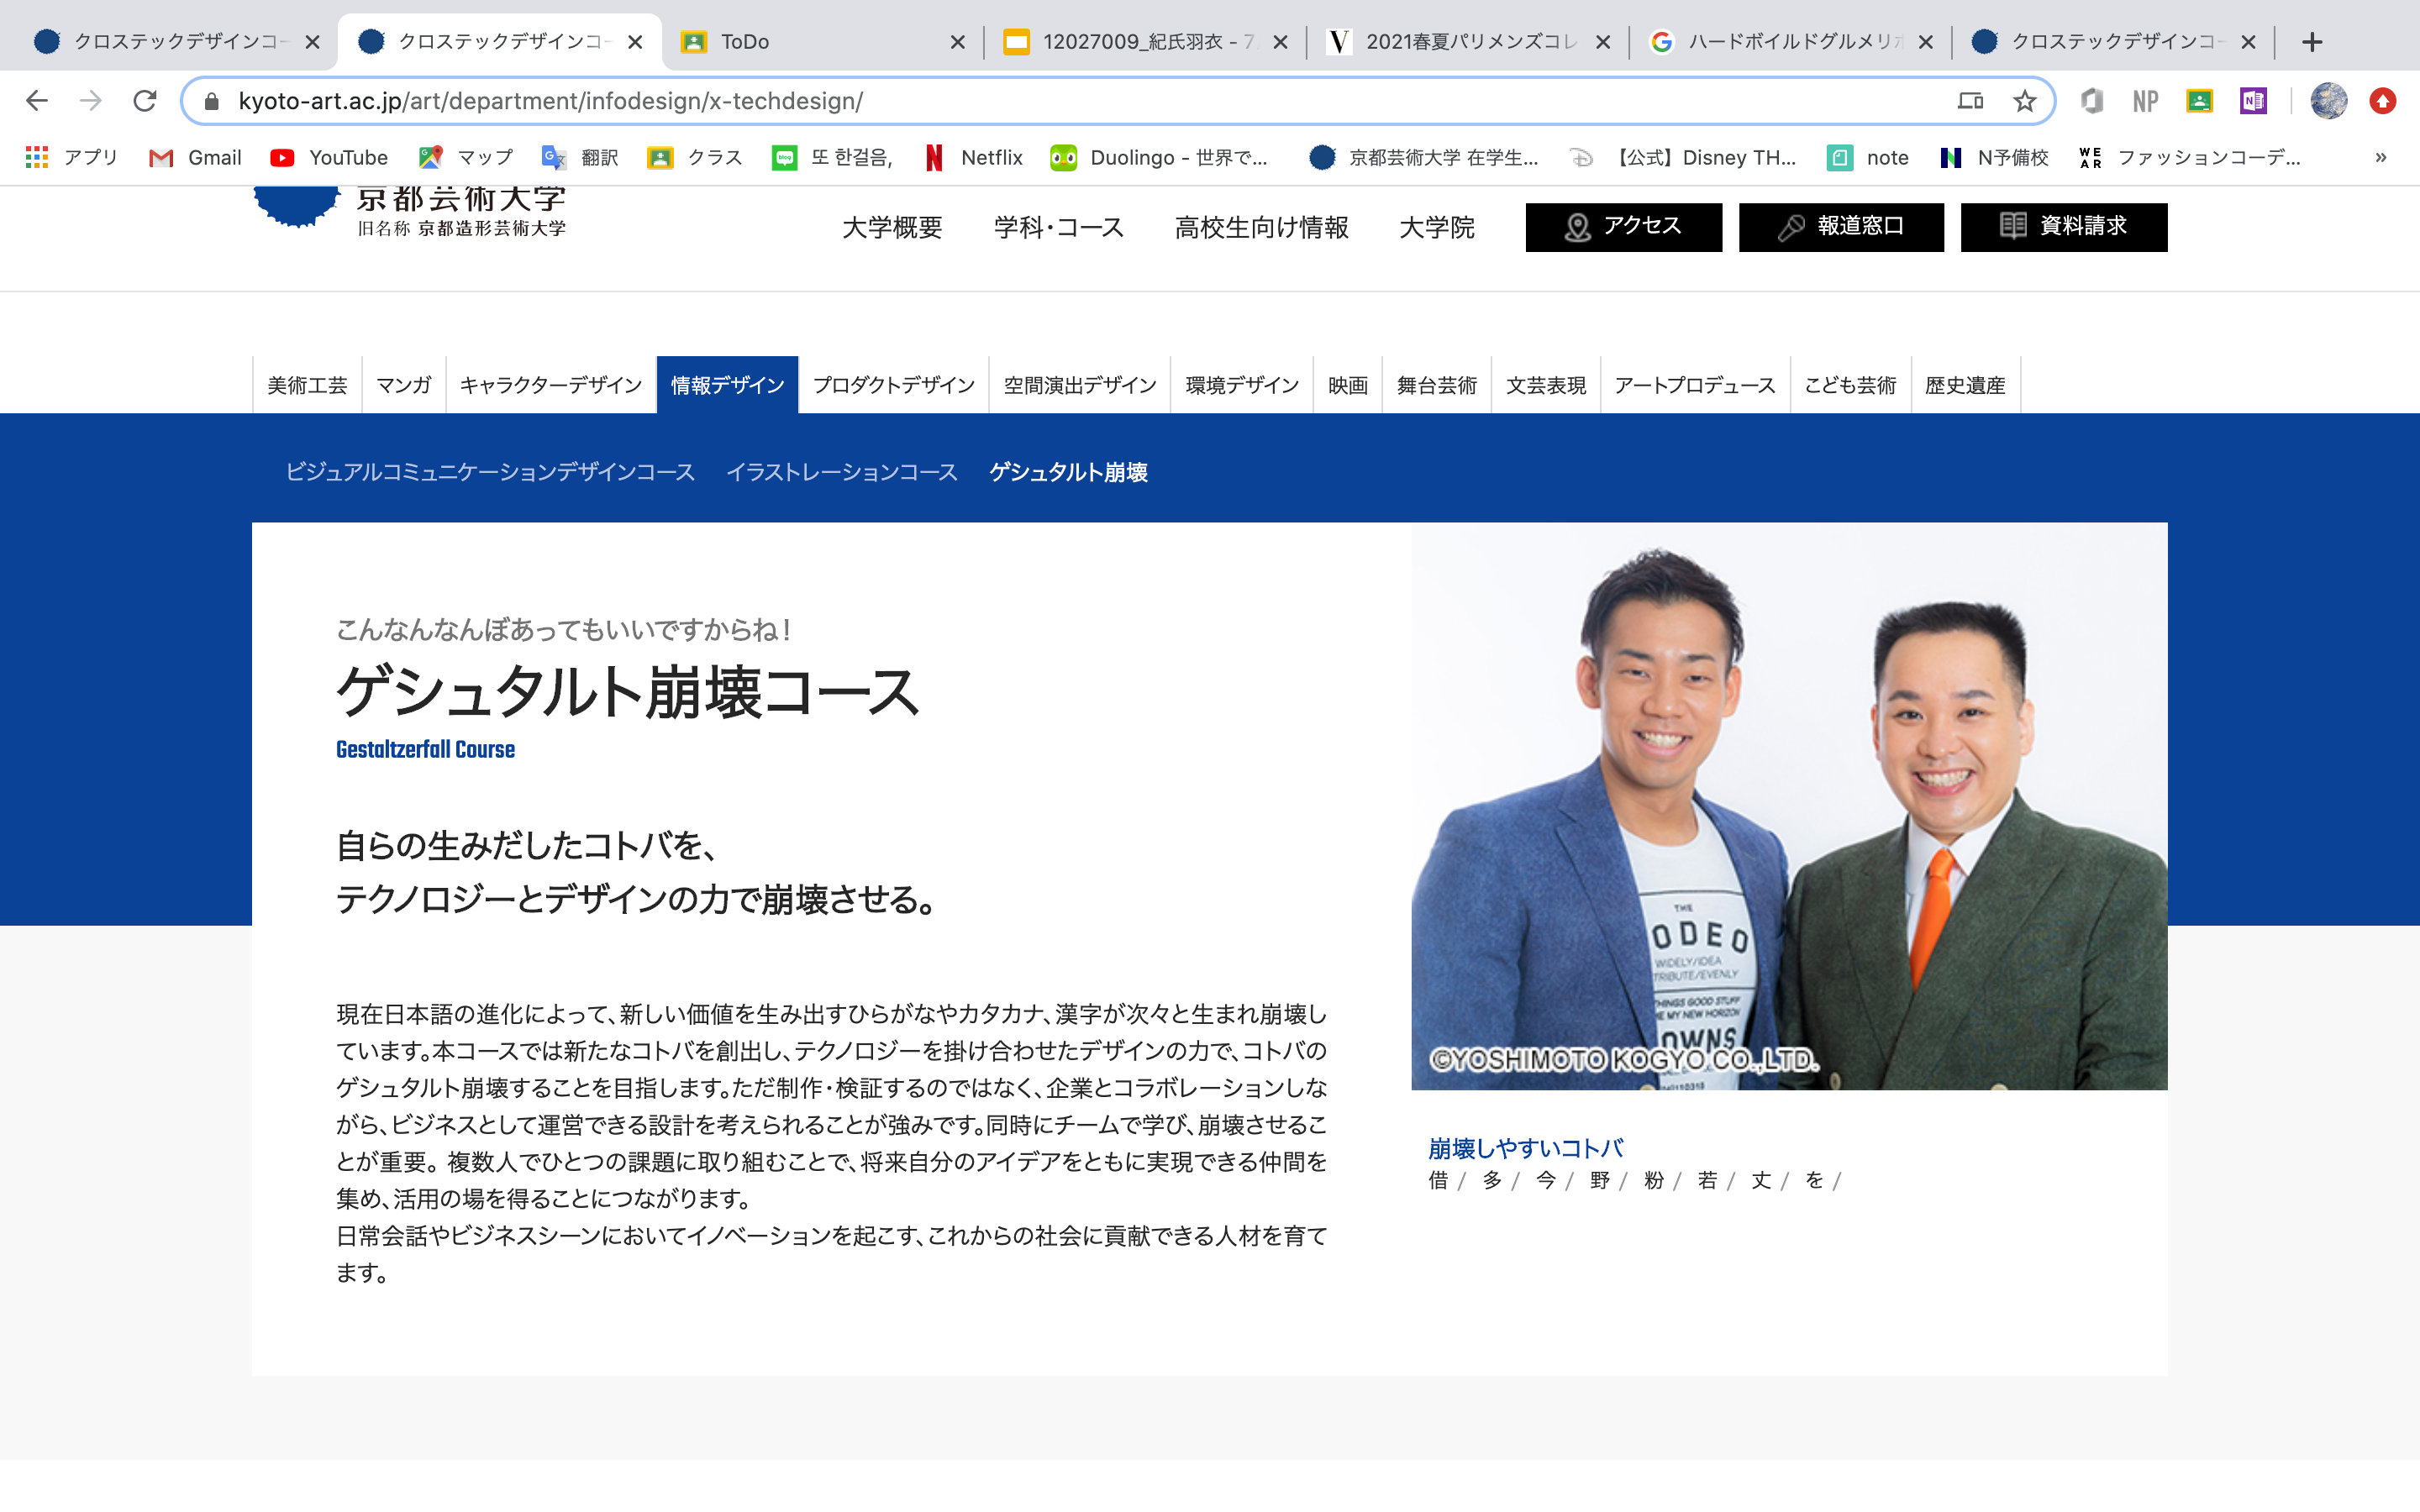 クロステックデザインコー
クロステックデザインコー
ToDo
12027009_紀氏羽衣 - 7
2021春夏パリメンズコレ
ハードボイルドグルメリポ
クロステックデザインコー
kyoto-art.ac.jp/art/department/infodesign/x-techdesign/
NP
アプリ
Gmail
YouTube
マップ
翻訳
クラス
또 한걸음,
Netflix
Duolingo - 世界で...
京都芸術大学 在学生...
【公式】Disney TH...
note
N予備校
WE AR
ファッションコーデ...
»
京都芸術大学
旧名称 京都造形芸術大学
大学概要
学科・コース
高校生向け情報
大学院
アクセス
報道窓口
資料請求
美術工芸
マンガ
キャラクターデザイン
情報デザイン
プロダクトデザイン
空間演出デザイン
環境デザイン
映画
舞台芸術
文芸表現
アートプロデュース
こども芸術
歴史遺産
ビジュアルコミュニケーションデザインコース
イラストレーションコース
ゲシュタルト崩壊
こんなんなんぼあってもいいですからね！
ゲシュタルト崩壊コース
Gestaltzerfall Course
自らの生みだしたコトバを、
テクノロジーとデザインの力で崩壊させる。
現在日本語の進化によって、新しい価値を生み出すひらがなやカタカナ、漢字が次々と生まれ崩壊し
ています。本コースでは新たなコトバを創出し、テクノロジーを掛け合わせたデザインの力で、コトバの
ゲシュタルト崩壊することを目指します。ただ制作・検証するのではなく、企業とコラボレーションしな
がら、ビジネスとして運営できる設計を考えられることが強みです。同時にチームで学び、崩壊させるこ
とが重要。 複数人でひとつの課題に取り組むことで、将来自分のアイデアをともに実現できる仲間を
集め、活用の場を得ることにつながります。
日常会話やビジネスシーンにおいてイノベーションを起こす、これからの社会に貢献できる人材を育て
ます。
THE
ODEO
WIDELY/IDEA
TRIBUTE/EVENLY
THINGS GOOD STUFF
E MY NEW HORIZON
OWNS
©YOSHIMOTO KOGYO CO.,LTD.
崩壊しやすいコトバ
借 / 多 / 今 / 野 / 粉 / 若 / 丈 / を /